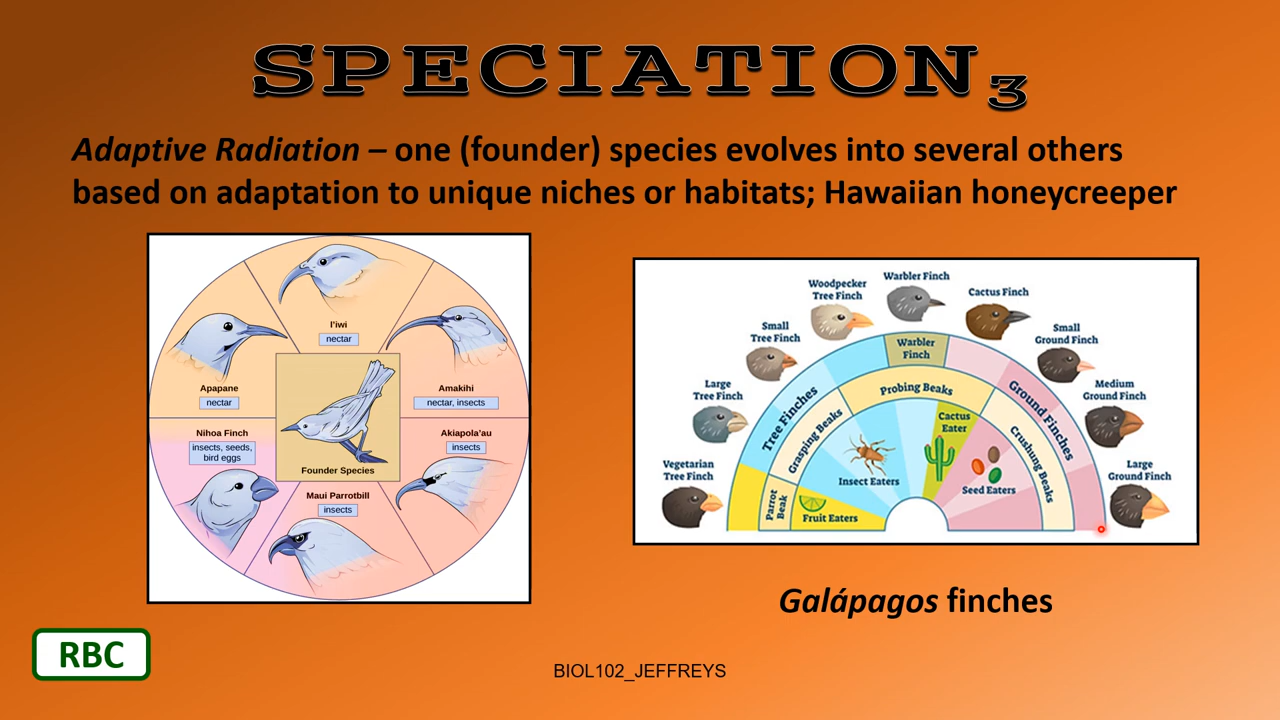 SPECIATION3
Adaptive Radiation – one (founder) species evolves into several others
based on adaptation to unique niches or habitats; Hawaiian honeycreeper
I'iwi
nectar
Apapane
nectar
Amakihi
nectar, insects
Nihoa Finch
insects, seeds,
bird eggs
Akiapola'au
insects
Founder Species
Maui Parrotbill
insects
Warbler Finch
Woodpecker
Tree Finch
Cactus Finch
Small
Tree Finch
Small
Ground Finch
Large
Tree Finch
Medium
Ground Finch
Vegetarian
Tree Finch
Large
Ground Finch
Warbler
Finch
Tree Finches
Ground Finches
Probing Beaks
Grasping Beaks
Crushung Beaks
Parrot
Beak
Cactus
Eater
Insect Eaters
Seed Eaters
Fruit Eaters
Galápagos finches
RBC
BIOL102_JEFFREYS